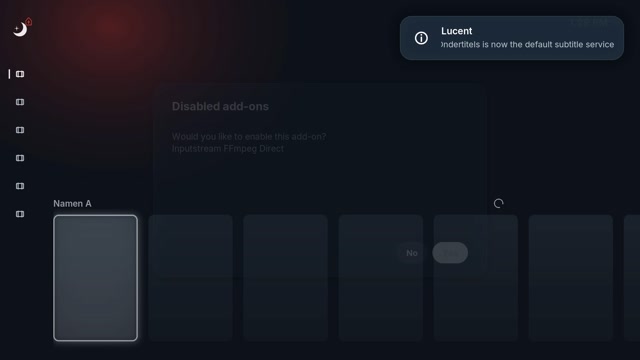 Lucent
Ondertitels is now the default subtitle service
Disabled add-ons
Would you like to enable this add-on?
Inputstream FFmpeg Direct
Namen A
No
Yes